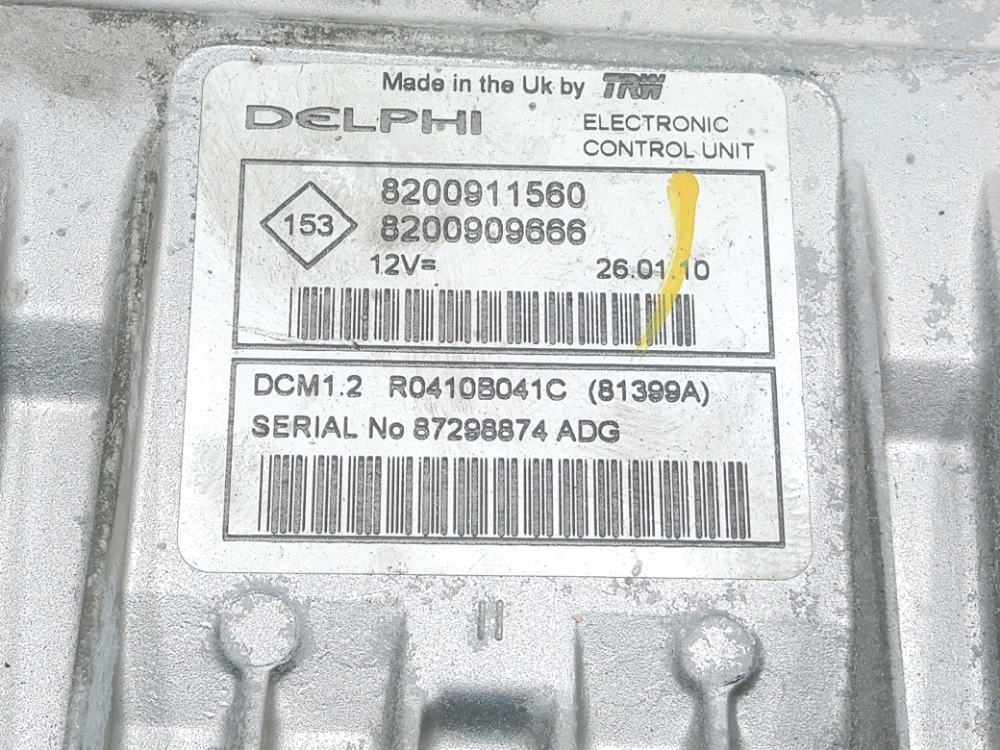 Made in the Uk by TRW
DELPHI
ELECTRONIC
CONTROL UNIT
153
8200911560
8200909666
12V=
26.01.10
DCM1.2 R0410B041C (81399A)
SERIAL No 87298874 ADG
H